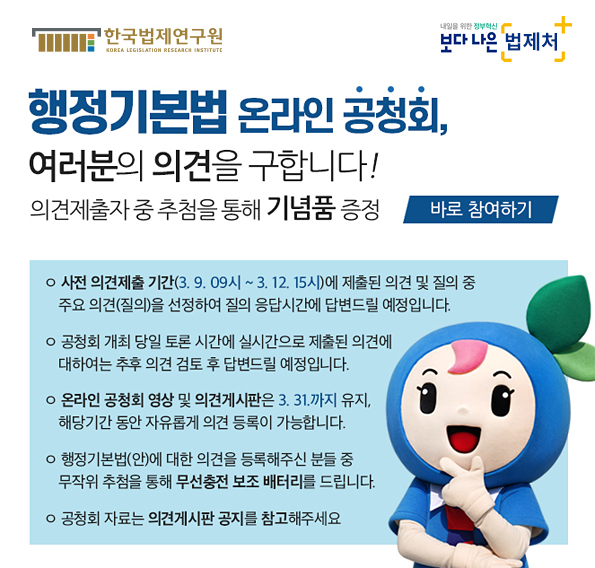 한국법제연구원
KOREA LEGISLATION RESEARCH INSTITUTE
내일을 위한 정부혁신
보다 나은 법제처
행정기본법 온라인 공청회,
여러분의 의견을 구합니다!
의견제출자 중 추첨을 통해 기념품 증정
바로 참여하기
사전 의견제출 기간(3. 9. 09시 ~ 3. 12. 15시)에 제출된 의견 및 질의 중
주요 의견(질의)을 선정하여 질의 응답시간에 답변드릴 예정입니다.
공청회 개최 당일 토론 시간에 실시간으로 제출된 의견에
대하여는 추후 의견 검토 후 답변드릴 예정입니다.
온라인 공청회 영상 및 의견게시판은 3. 31.까지 유지,
해당기간 동안 자유롭게 의견 등록이 가능합니다.
행정기본법(안)에 대한 의견을 등록해주신 분들 중
무작위 추첨을 통해 무선충전 보조 배터리를 드립니다.
공청회 자료는 의견게시판 공지를 참고해주세요